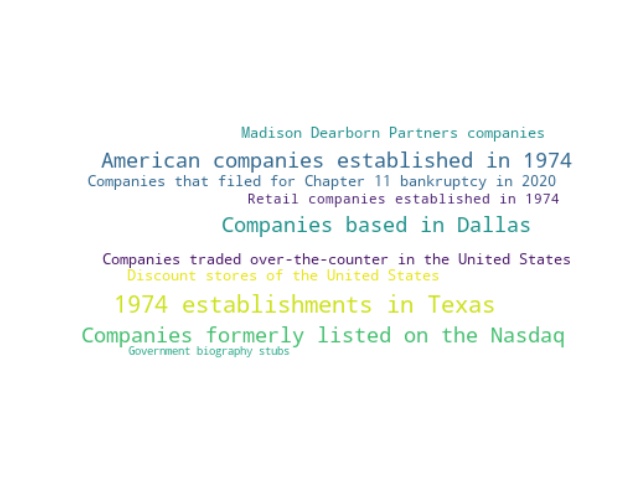 Madison Dearborn Partners companies
American companies established in 1974
Companies that filed for Chapter 11 bankruptcy in 2020
Retail companies established in 1974
Companies based in Dallas
Companies traded over-the-counter in the United States
Discount stores of the United States
1974 establishments in Texas
Companies formerly listed on the Nasdaq
Government biography stubs